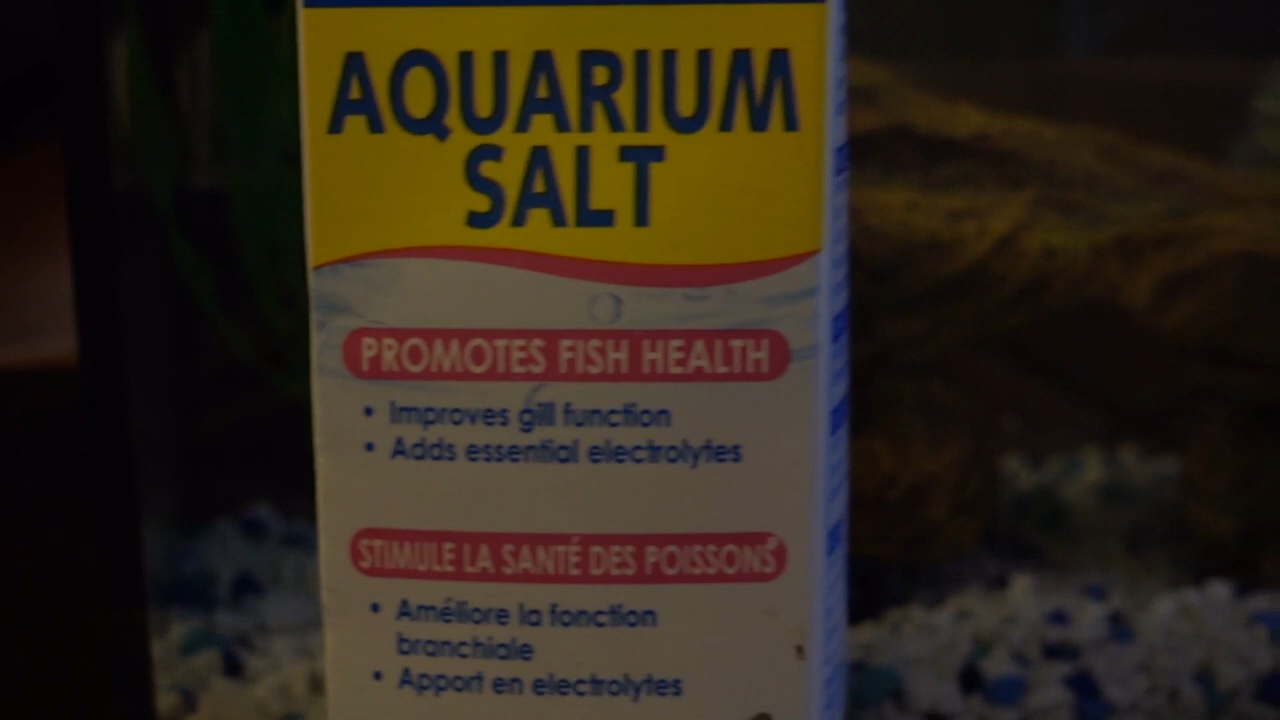 AQUARIUM
SALT
PROMOTES FISH HEALTH
• Improves gill function
• Adds essential electrolytes
STIMULE LA SANTÉ DES POISSONS
• Améliore la fonction
branchiale
• Apport en electrolytes